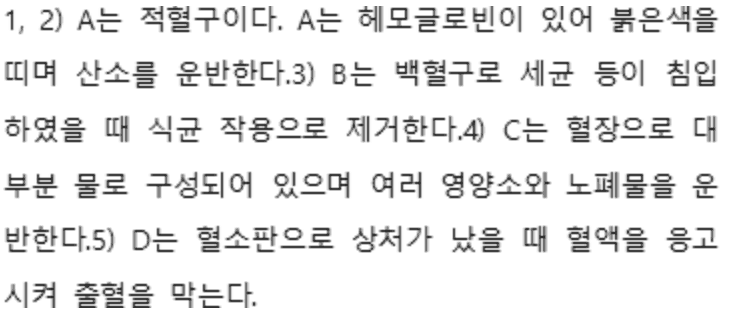 1, 2) A는 적혈구이다. A는 헤모글로빈이 있어 붉은색을
띠며 산소를 운반한다.3) B는 백혈구로 세균 등이 침입
하였을 때 식균 작용으로 제거한다.4) C는 혈장으로 대
부분 물로 구성되어 있으며 여러 영양소와 노폐물을 운
반한다.5) D는 혈소판으로 상처가 났을 때 혈액을 응고
시켜 출혈을 막는다.